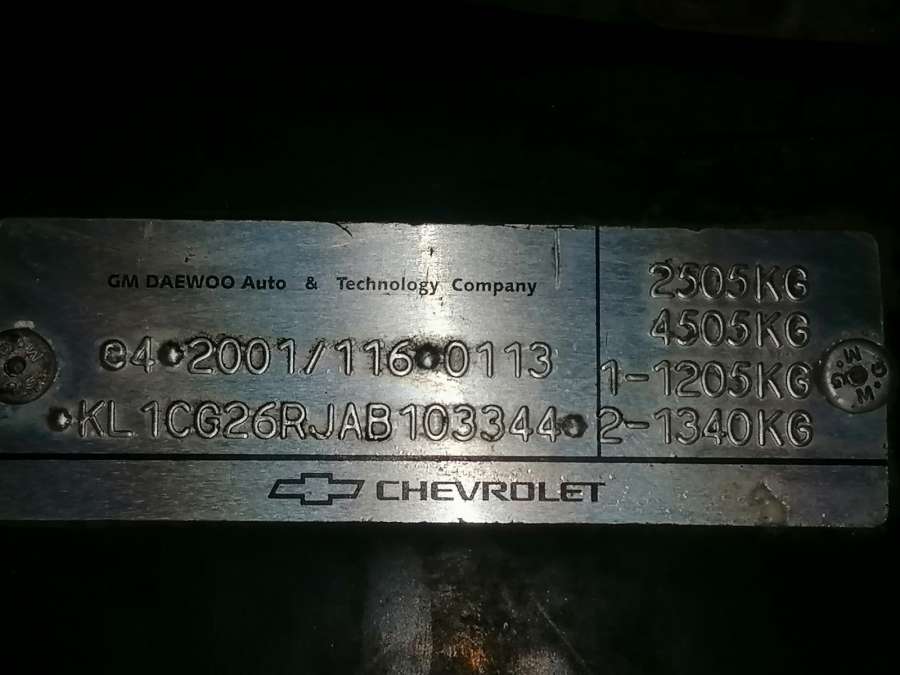 GM DAEWOO Auto & Technology Company
e4*2001/116*0113
*KL1CG26RJAB103344*
2505KG
4505KG
1-1205KG
2-1340KG
CHEVROLET